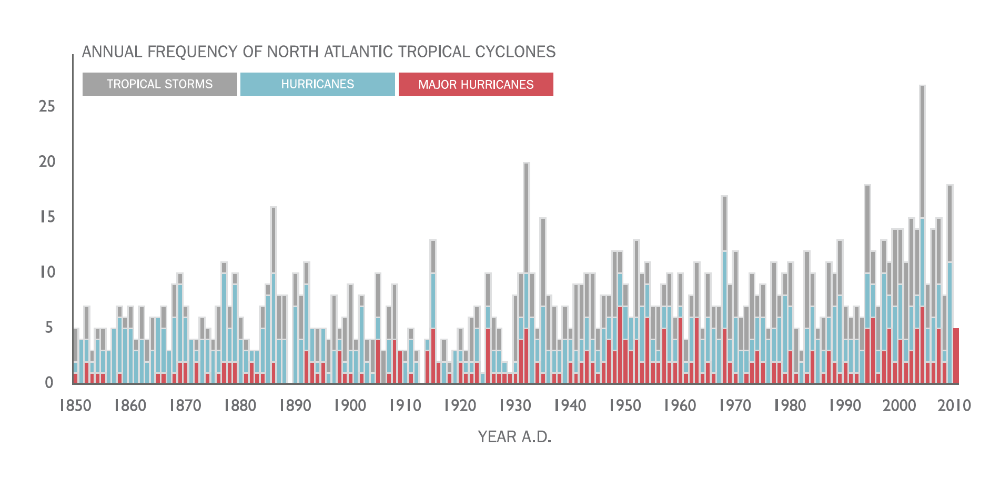 ANNUAL FREQUENCY OF NORTH ATLANTIC TROPICAL CYCLONES
TROPICAL STORMS HURRICANES MAJOR HURRICANES
25
20
15
10
5
0
1850 1860 1870 1880 1890 1900 1910 1920 1930 1940 1950 1960 1970 1980 1990 2000 2010
YEAR A.D.